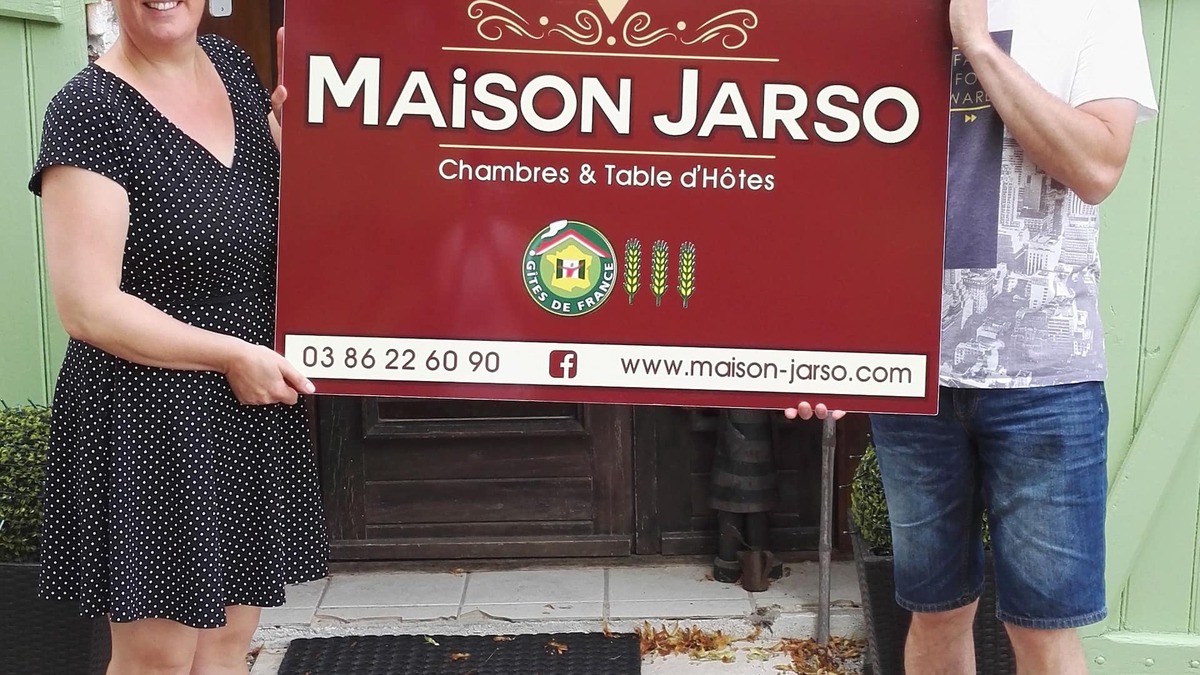 MAiSON JARSO
Chambres & Table d'Hôtes
GÎTES DE FRANCE
03 86 22 60 90
www.maison-jarso.com